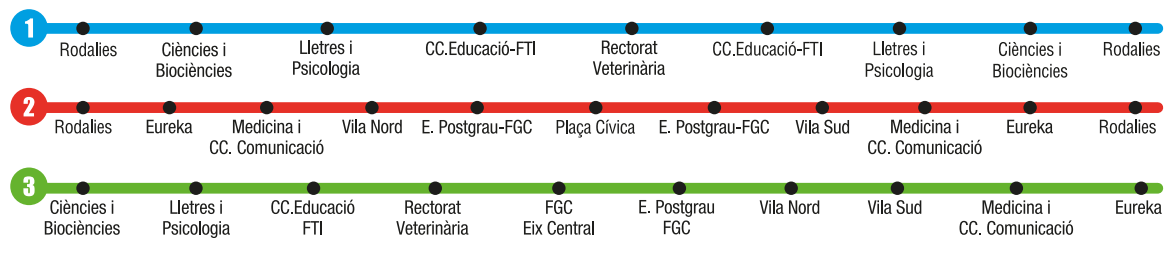 1
Rodalies
Ciències i
Biociències
Lletres i
Psicologia
CC.Educació-FTI
Rectorat
Veterinària
CC.Educació-FTI
Lletres i
Psicologia
Ciències i
Biociències
Rodalies
2
Rodalies
Eureka
Medicina i
CC. Comunicació
Vila Nord
E. Postgrau-FGC
Plaça Cívica
E. Postgrau-FGC
Vila Sud
Medicina i
CC. Comunicació
Eureka
Rodalies
3
Ciències i
Biociències
Lletres i
Psicologia
CC.Educació
FTI
Rectorat
Veterinària
FGC
Eix Central
E. Postgrau
FGC
Vila Nord
Vila Sud
Medicina i
CC. Comunicació
Eureka